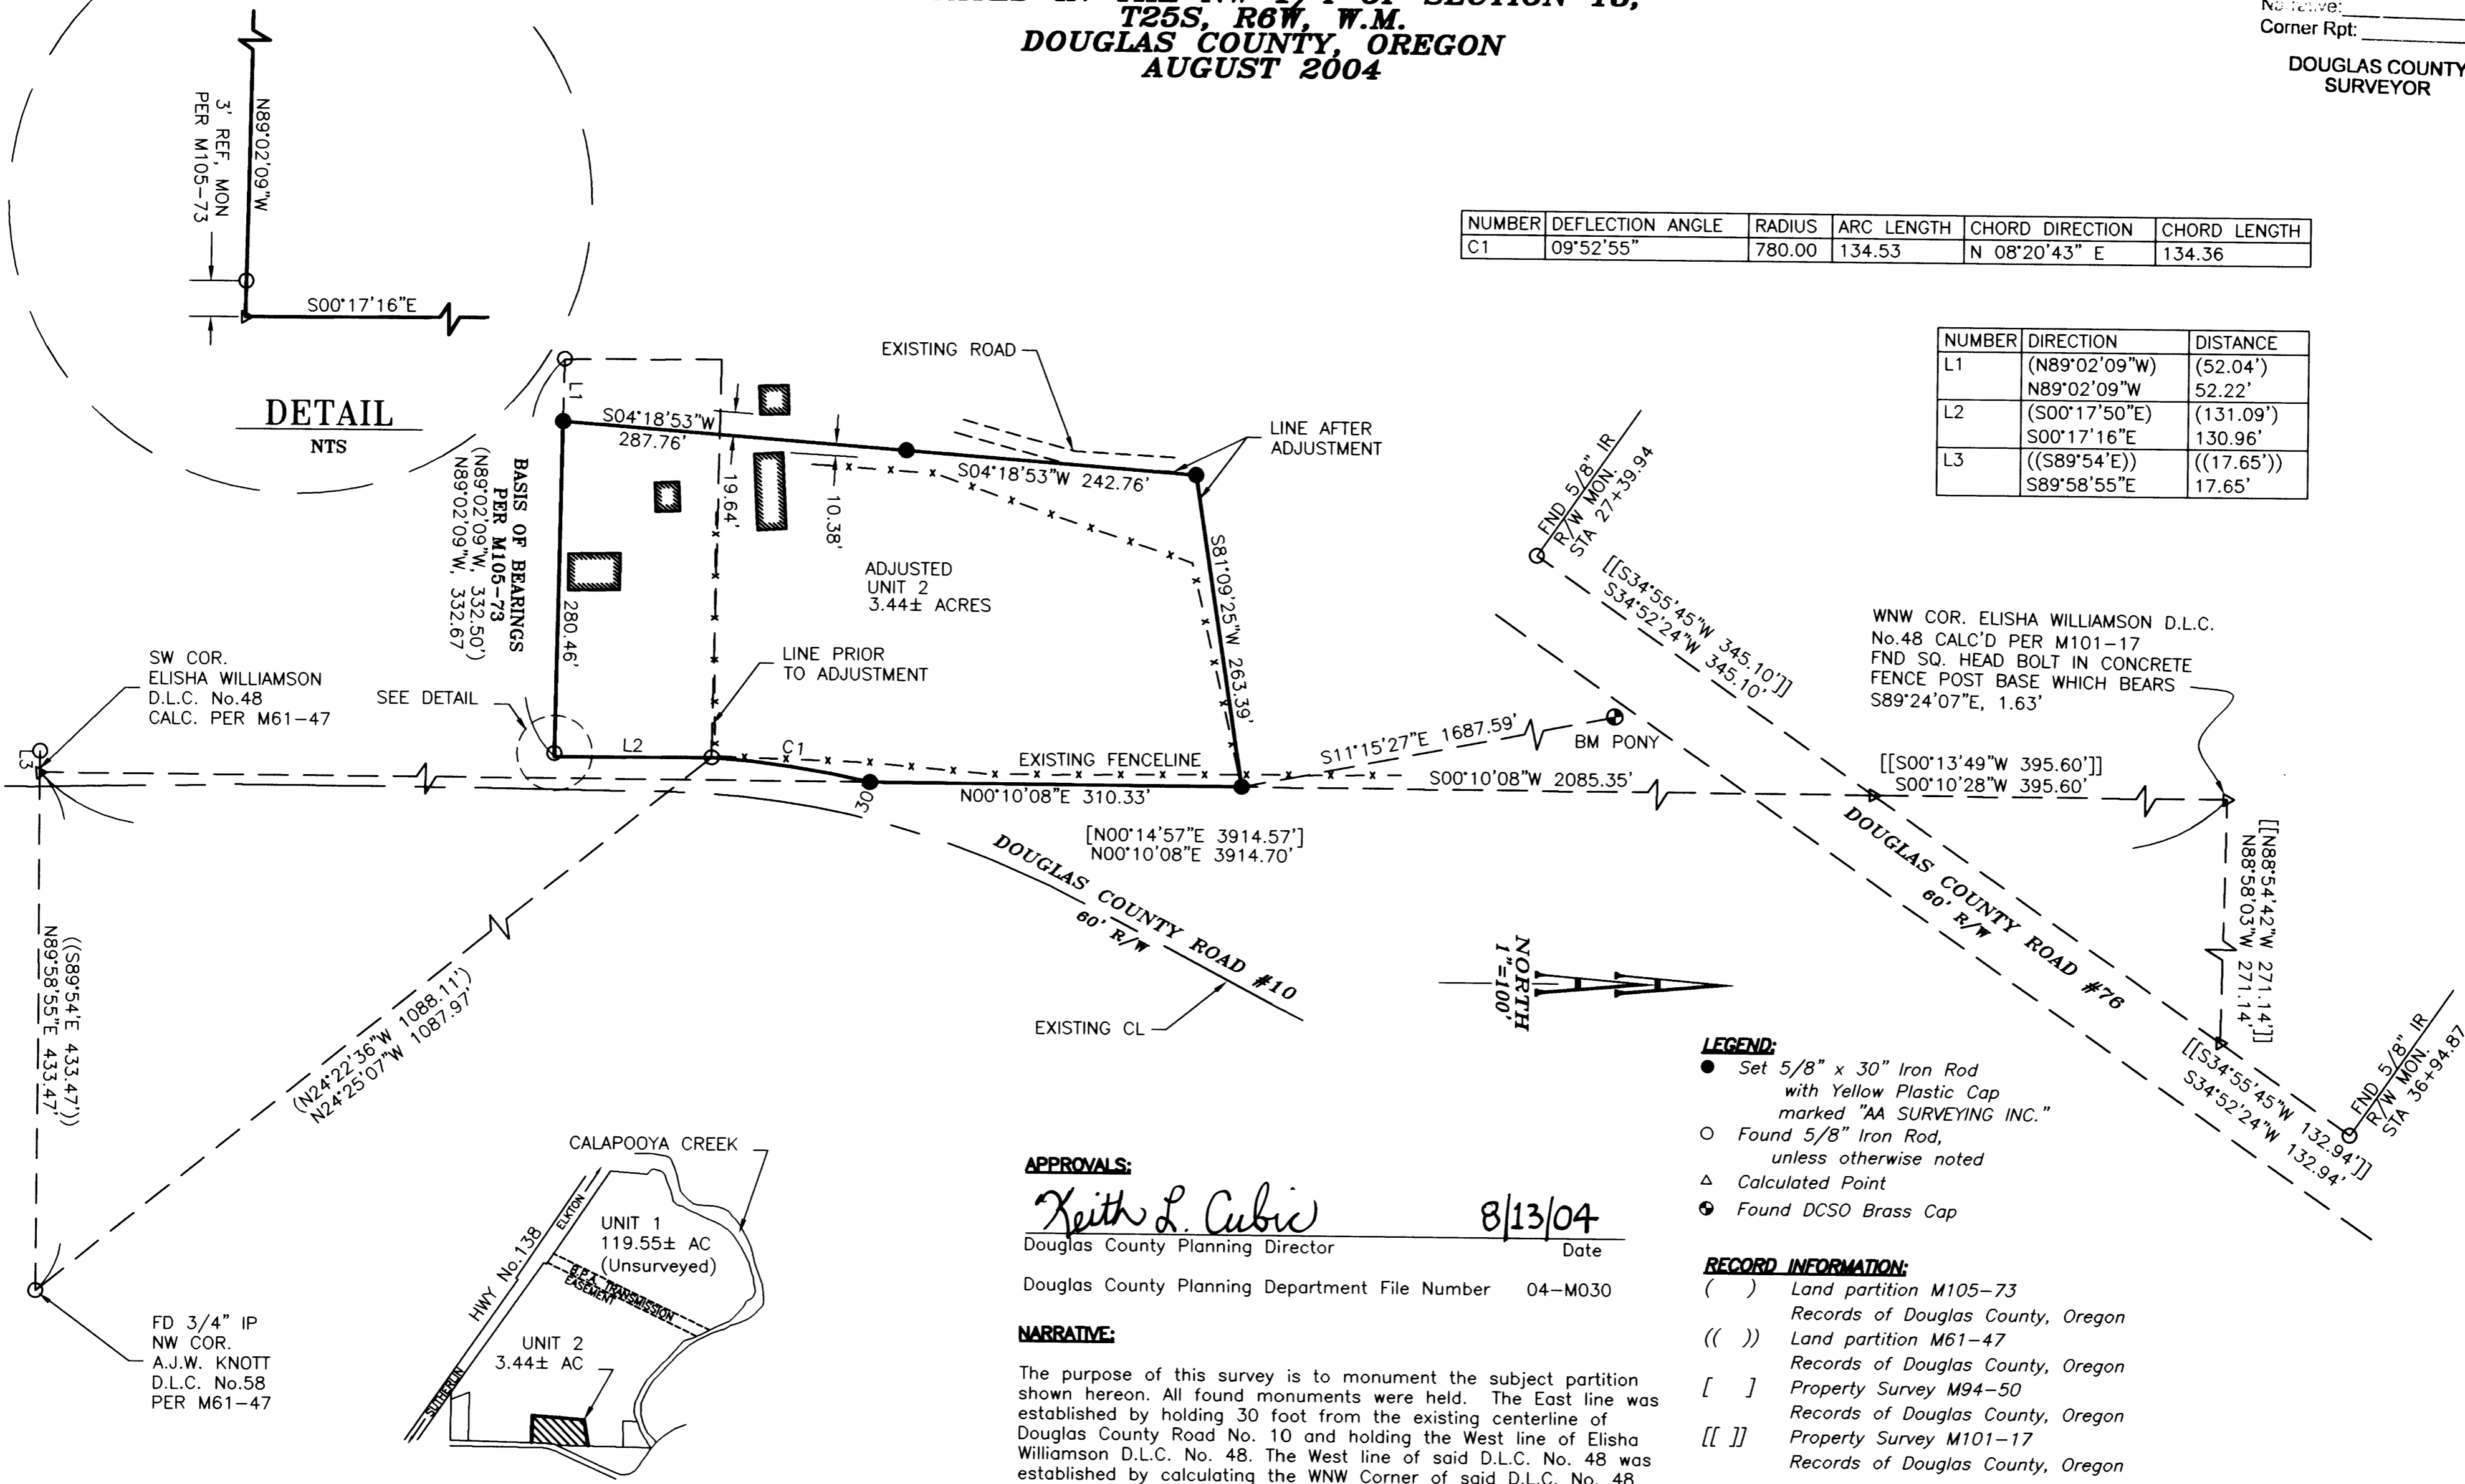 T25S, R6W, W.M.
DOUGLAS COUNTY, OREGON
AUGUST 2004
Corner Rpt:
DOUGLAS COUNTY
SURVEYOR
N89°02'09"W
3' REF, MON
PER M105-73
S00°17'16"E
DETAIL
NTS
NUMBER DEFLECTION ANGLE RADIUS ARC LENGTH CHORD DIRECTION CHORD LENGTH
C1 09°52'55" 780.00 134.53 N 08°20'43" E 134.36
NUMBER DIRECTION DISTANCE
L1 (N89°02'09"W) (52.04')
N89°02'09"W 52.22'
L2 (S00°17'50"E) (131.09')
S00°17'16"E 130.96'
L3 ((S89°54'E)) ((17.65'))
S89°58'55"E 17.65'
EXISTING ROAD
L1
S04°18'53"W
287.76'
19.64'
10.38'
S04°18'53"W 242.76'
LINE AFTER
ADJUSTMENT
BASIS OF BEARINGS
PER M105-73
(N89°02'09"W, 332.50')
N89°02'09"W, 332.67
280.46'
ADJUSTED
UNIT 2
3.44± ACRES
S81°09'25"W 263.39'
FND 5/8" IR
R/W MON.
STA 27+39.94
[[S34°55'45"W 345.10']]
S34°52'24"W 345.10'
WNW COR. ELISHA WILLIAMSON D.L.C.
No.48 CALC'D PER M101-17
FND SQ. HEAD BOLT IN CONCRETE
FENCE POST BASE WHICH BEARS
S89°24'07"E, 1.63'
SW COR.
ELISHA WILLIAMSON
D.L.C. No.48
CALC. PER M61-47
SEE DETAIL
LINE PRIOR
TO ADJUSTMENT
L3
L2
C1
EXISTING FENCELINE
S11°15'27"E 1687.59'
BM PONY
S00°10'08"W 2085.35'
[[S00°13'49"W 395.60']]
S00°10'28"W 395.60'
30
N00°10'08"E 310.33'
[N00°14'57"E 3914.57']
N00°10'08"E 3914.70'
DOUGLAS COUNTY ROAD #10
60' R/W
EXISTING CL
DOUGLAS COUNTY ROAD #76
60' R/W
[[N88°54'42"W 271.14']]
N88°58'03"W 271.14'
((S89°54'E 433.47'))
N89°58'55"E 433.47'
(N24°22'36"W 1088.11')
N24°25'07"W 1087.97'
NORTH
1"=100'
FND 5/8" IR
R/W MON.
STA 36+94.87
[[S34°55'45"W 132.94']]
S34°52'24"W 132.94'
LEGEND:
Set 5/8" x 30" Iron Rod
with Yellow Plastic Cap
marked "AA SURVEYING INC."
Found 5/8" Iron Rod,
unless otherwise noted
Calculated Point
Found DCSO Brass Cap
CALAPOOYA CREEK
HWY No.138
ELKTON
UNIT 1
119.55± AC
(Unsurveyed)
B.P.A. TRANSMISSION
EASEMENT
UNIT 2
3.44± AC
SUTHERLIN
FD 3/4" IP
NW COR.
A.J.W. KNOTT
D.L.C. No.58
PER M61-47
APPROVALS:
Keith L. Cubic 8/13/04
Douglas County Planning Director Date
Douglas County Planning Department File Number 04-M030
NARRATIVE:
The purpose of this survey is to monument the subject partition
shown hereon. All found monuments were held. The East line was
established by holding 30 foot from the existing centerline of
Douglas County Road No. 10 and holding the West line of Elisha
Williamson D.L.C. No. 48. The West line of said D.L.C. No. 48 was
established by calculating the WNW Corner of said D.L.C. No. 48
RECORD INFORMATION:
( ) Land partition M105-73
Records of Douglas County, Oregon
(( )) Land partition M61-47
Records of Douglas County, Oregon
[ ] Property Survey M94-50
Records of Douglas County, Oregon
[[ ]] Property Survey M101-17
Records of Douglas County, Oregon